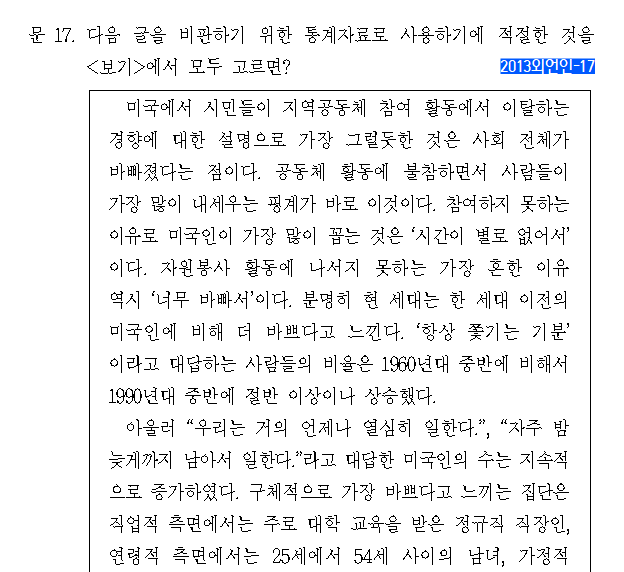 문 17. 다음 글을 비판하기 위한 통계자료로 사용하기에 적절한 것을
<보기>에서 모두 고르면?
2013외언인-17
미국에서 시민들이 지역공동체 참여 활동에서 이탈하는
경향에 대한 설명으로 가장 그럴듯한 것은 사회 전체가
바빠졌다는 점이다. 공동체 활동에 불참하면서 사람들이
가장 많이 내세우는 핑계가 바로 이것이다. 참여하지 못하는
이유로 미국인이 가장 많이 꼽는 것은 ‘시간이 별로 없어서’
이다. 자원봉사 활동에 나서지 못하는 가장 흔한 이유
역시 ‘너무 바빠서’이다. 분명히 현 세대는 한 세대 이전의
미국인에 비해 더 바쁘다고 느낀다. ‘항상 쫓기는 기분’
이라고 대답하는 사람들의 비율은 1960년대 중반에 비해서
1990년대 중반에 절반 이상이나 상승했다.
아울러 “우리는 거의 언제나 열심히 일한다.”, “자주 밤
늦게까지 남아서 일한다.”라고 대답한 미국인의 수는 지속적
으로 증가하였다. 구체적으로 가장 바쁘다고 느끼는 집단은
직업적 측면에서는 주로 대학 교육을 받은 정규직 직장인,
연령적 측면에서는 25세에서 54세 사이의 남녀, 가정적